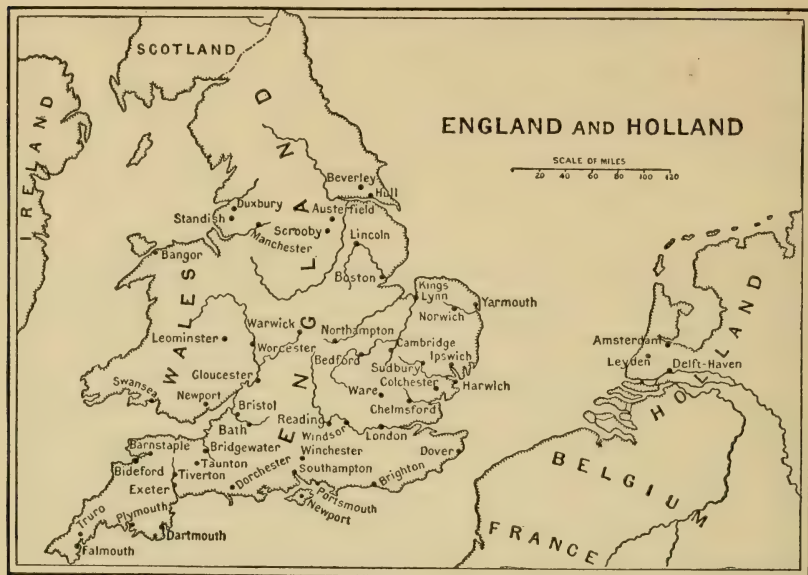 SCOTLAND
IRELAND
ENGLAND AND HOLLAND
SCALE OF MILES
20 40 60 80 100 120
ENGLAND
WALES
HOLLAND
BELGIUM
FRANCE
Beverley
Hull
Duxbury
Standish
Manchester
Austerfield
Scrooby
Lincoln
Bangor
Boston
Kings
Lynn
Yarmouth
Norwich
Leominster
Warwick
Worcester
Northampton
Cambridge
Bedford
Ipswich
Sudbury
Gloucester
Colchester
Harwich
Ware
Chelmsford
Swansea
Newport
Bristol
Bath
Reading
Windsor
London
Barnstaple
Bridgewater
Winchester
Dover
Bideford
Taunton
Southampton
Exeter
Tiverton
Dorchester
Brighton
Portsmouth
Newport
Truro
Plymouth
Falmouth
Dartmouth
Amsterdam
Leyden
Delft-Haven